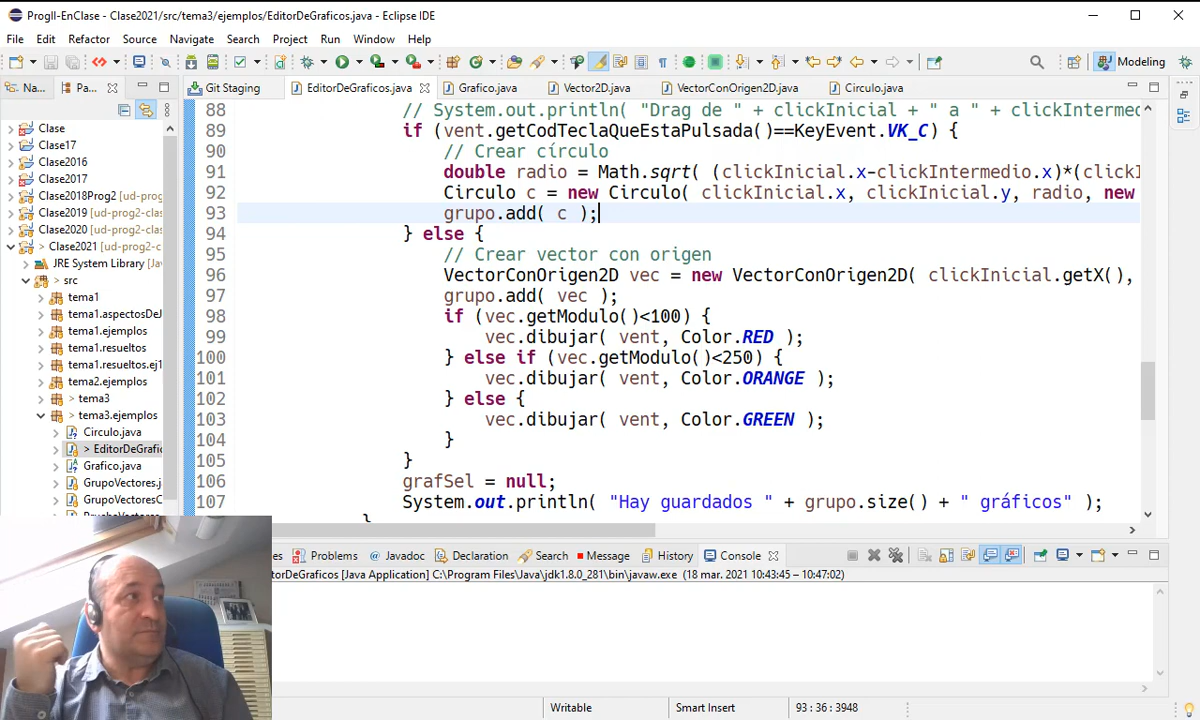 ProgII-EnClase - Clase2021/src/tema3/ejemplos/EditorDeGraficos.java - Eclipse IDE
File Edit Refactor Source Navigate Search Project Run Window Help
Modeling
Na... Pa... Git Staging EditorDeGraficos.java Grafico.java Vector2D.java VectorConOrigen2D.java Circulo.java
Clase
Clase17
Clase2016
Clase2017
Clase2018Prog2 (ud-prog2-clas
Clase2019 (ud-prog2-clas
Clase2020 (ud-prog2-clas
> Clase2021 (ud-prog2-c
JRE System Library [Jav
src
tema1
tema1.aspectosDeJ
tema1.ejemplos
tema1.resueltos
tema1.resueltos.ej1
tema2.ejemplos
> tema3
> tema3.ejemplos
Circulo.java
> EditorDeGrafic
Grafico.java
GrupoVectores.j
GrupoVectoresC
88 // System.out.println( "Drag de " + clickInicial + " a " + clickInterme
89 if (vent.getCodTeclaQueEstaPulsada()==KeyEvent.VK_C) {
90 // Crear círculo
91 double radio = Math.sqrt( (clickInicial.x-clickIntermedio.x)*(clickI
92 Circulo c = new Circulo( clickInicial.x, clickInicial.y, radio, new
93 grupo.add( c );
94 } else {
95 // Crear vector con origen
96 VectorConOrigen2D vec = new VectorConOrigen2D( clickInicial.getX(),
97 grupo.add( vec );
98 if (vec.getModulo()<100) {
99 vec.dibujar( vent, Color.RED );
100 } else if (vec.getModulo()<250) {
101 vec.dibujar( vent, Color.ORANGE );
102 } else {
103 vec.dibujar( vent, Color.GREEN );
104 }
105 }
106 grafSel = null;
107 System.out.println( "Hay guardados " + grupo.size() + " gráficos" );
es Problems @ Javadoc Declaration Search Message History Console
torDeGraficos [Java Application] C:\Program Files\Java\jdk1.8.0_281\bin\javaw.exe (18 mar. 2021 10:43:45 – 10:47:02)
Writable Smart Insert 93 : 36 : 3948